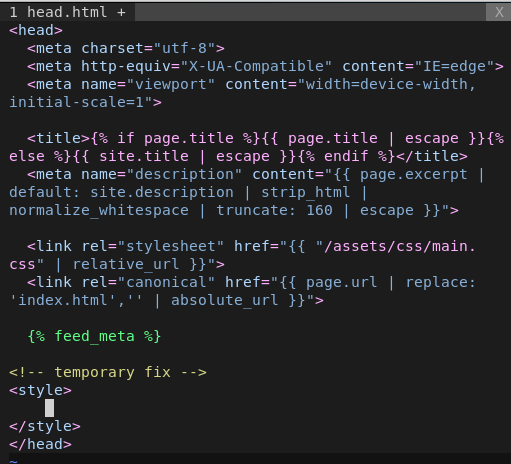 1 head.html + X
<head>
  <meta charset="utf-8">
  <meta http-equiv="X-UA-Compatible" content="IE=edge">
  <meta name="viewport" content="width=device-width,
initial-scale=1">

  <title>{% if page.title %}{{ page.title | escape }}{%
else %}{{ site.title | escape }}{% endif %}</title>
  <meta name="description" content="{{ page.excerpt |
default: site.description | strip_html |
normalize_whitespace | truncate: 160 | escape }}">

  <link rel="stylesheet" href="{{ "/assets/css/main.
css" | relative_url }}">
  <link rel="canonical" href="{{ page.url | replace:
'index.html','' | absolute_url }}">

  {% feed_meta %}

<!-- temporary fix -->
<style>

</style>
</head>
~